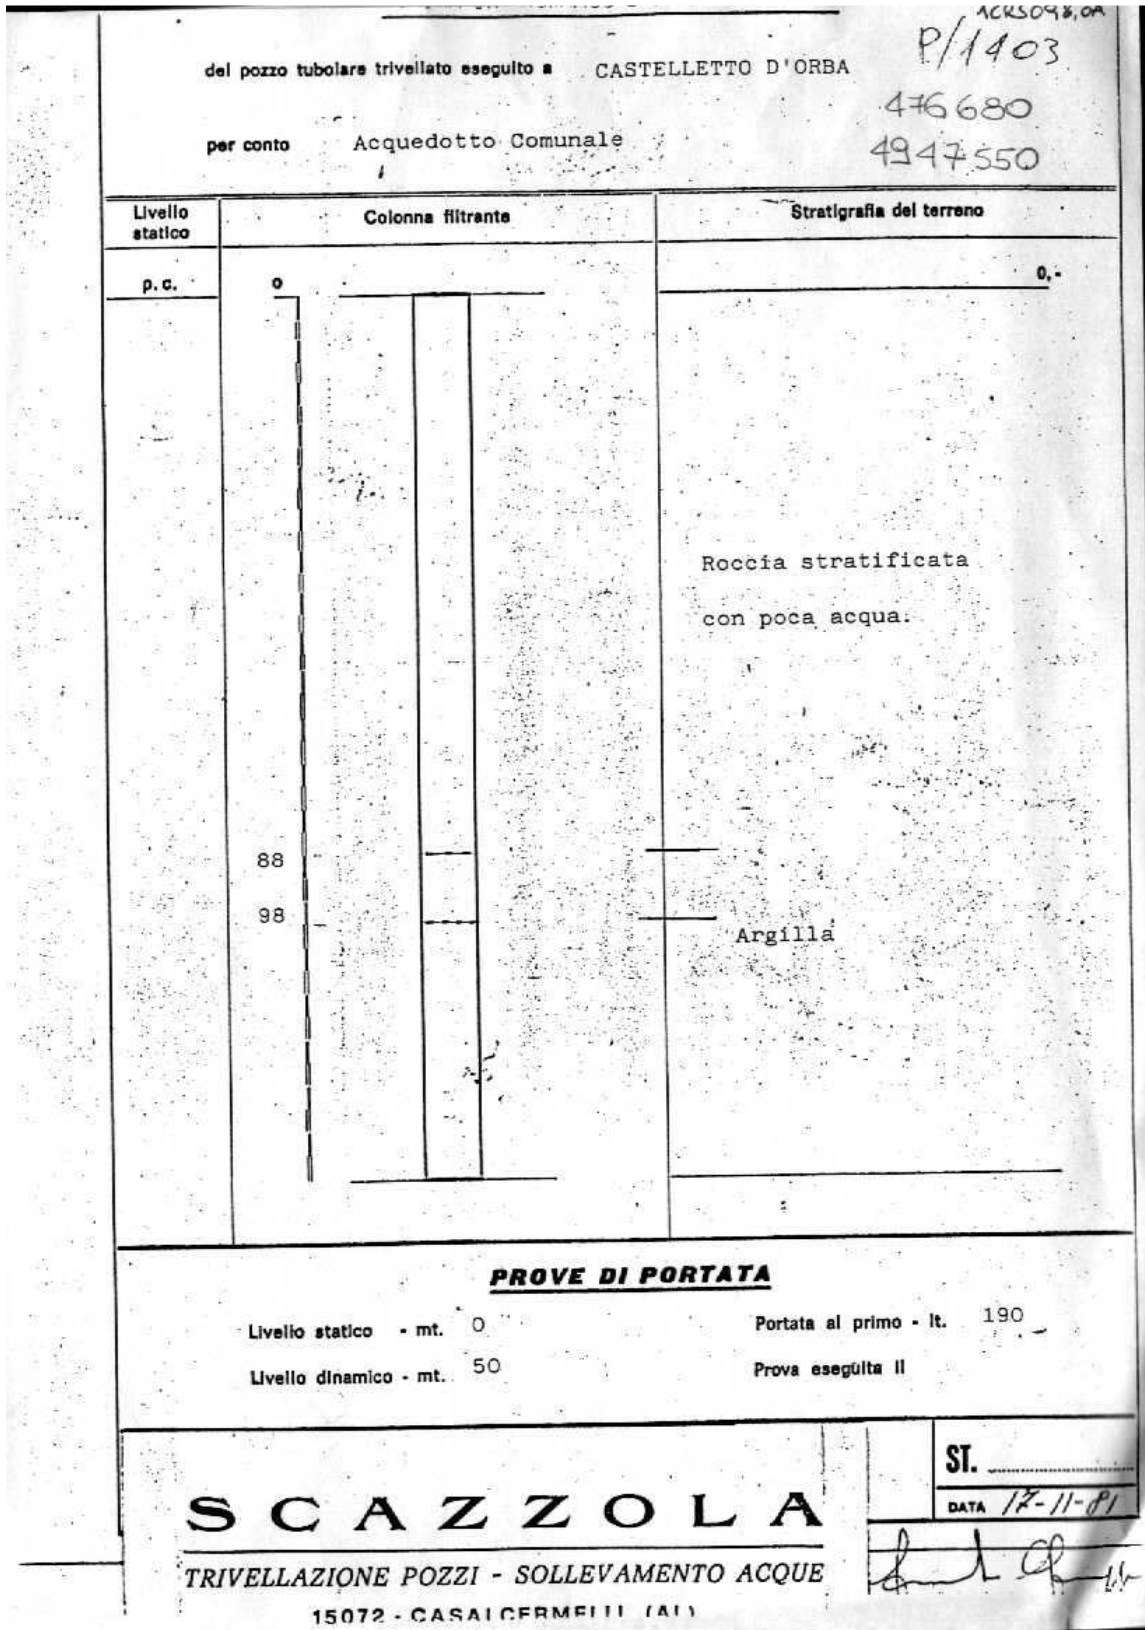 1CRS098,0A
P/1403
del pozzo tubolare trivellato eseguito a CASTELLETTO D'ORBA
476680
per conto Acquedotto Comunale
4947550
Livello statico
Colonna filtrante
Stratigrafia del terreno
p.c.
0
0,-
Roccia stratificata
con poca acqua.
88
98
Argilla
PROVE DI PORTATA
Livello statico - mt. 0
Portata al primo - lt. 190
Livello dinamico - mt. 50
Prova eseguita il
ST.
DATA 17-11-81
SCAZZOLA
TRIVELLAZIONE POZZI - SOLLEVAMENTO ACQUE
15072 - CASALCERMELLI (AL)